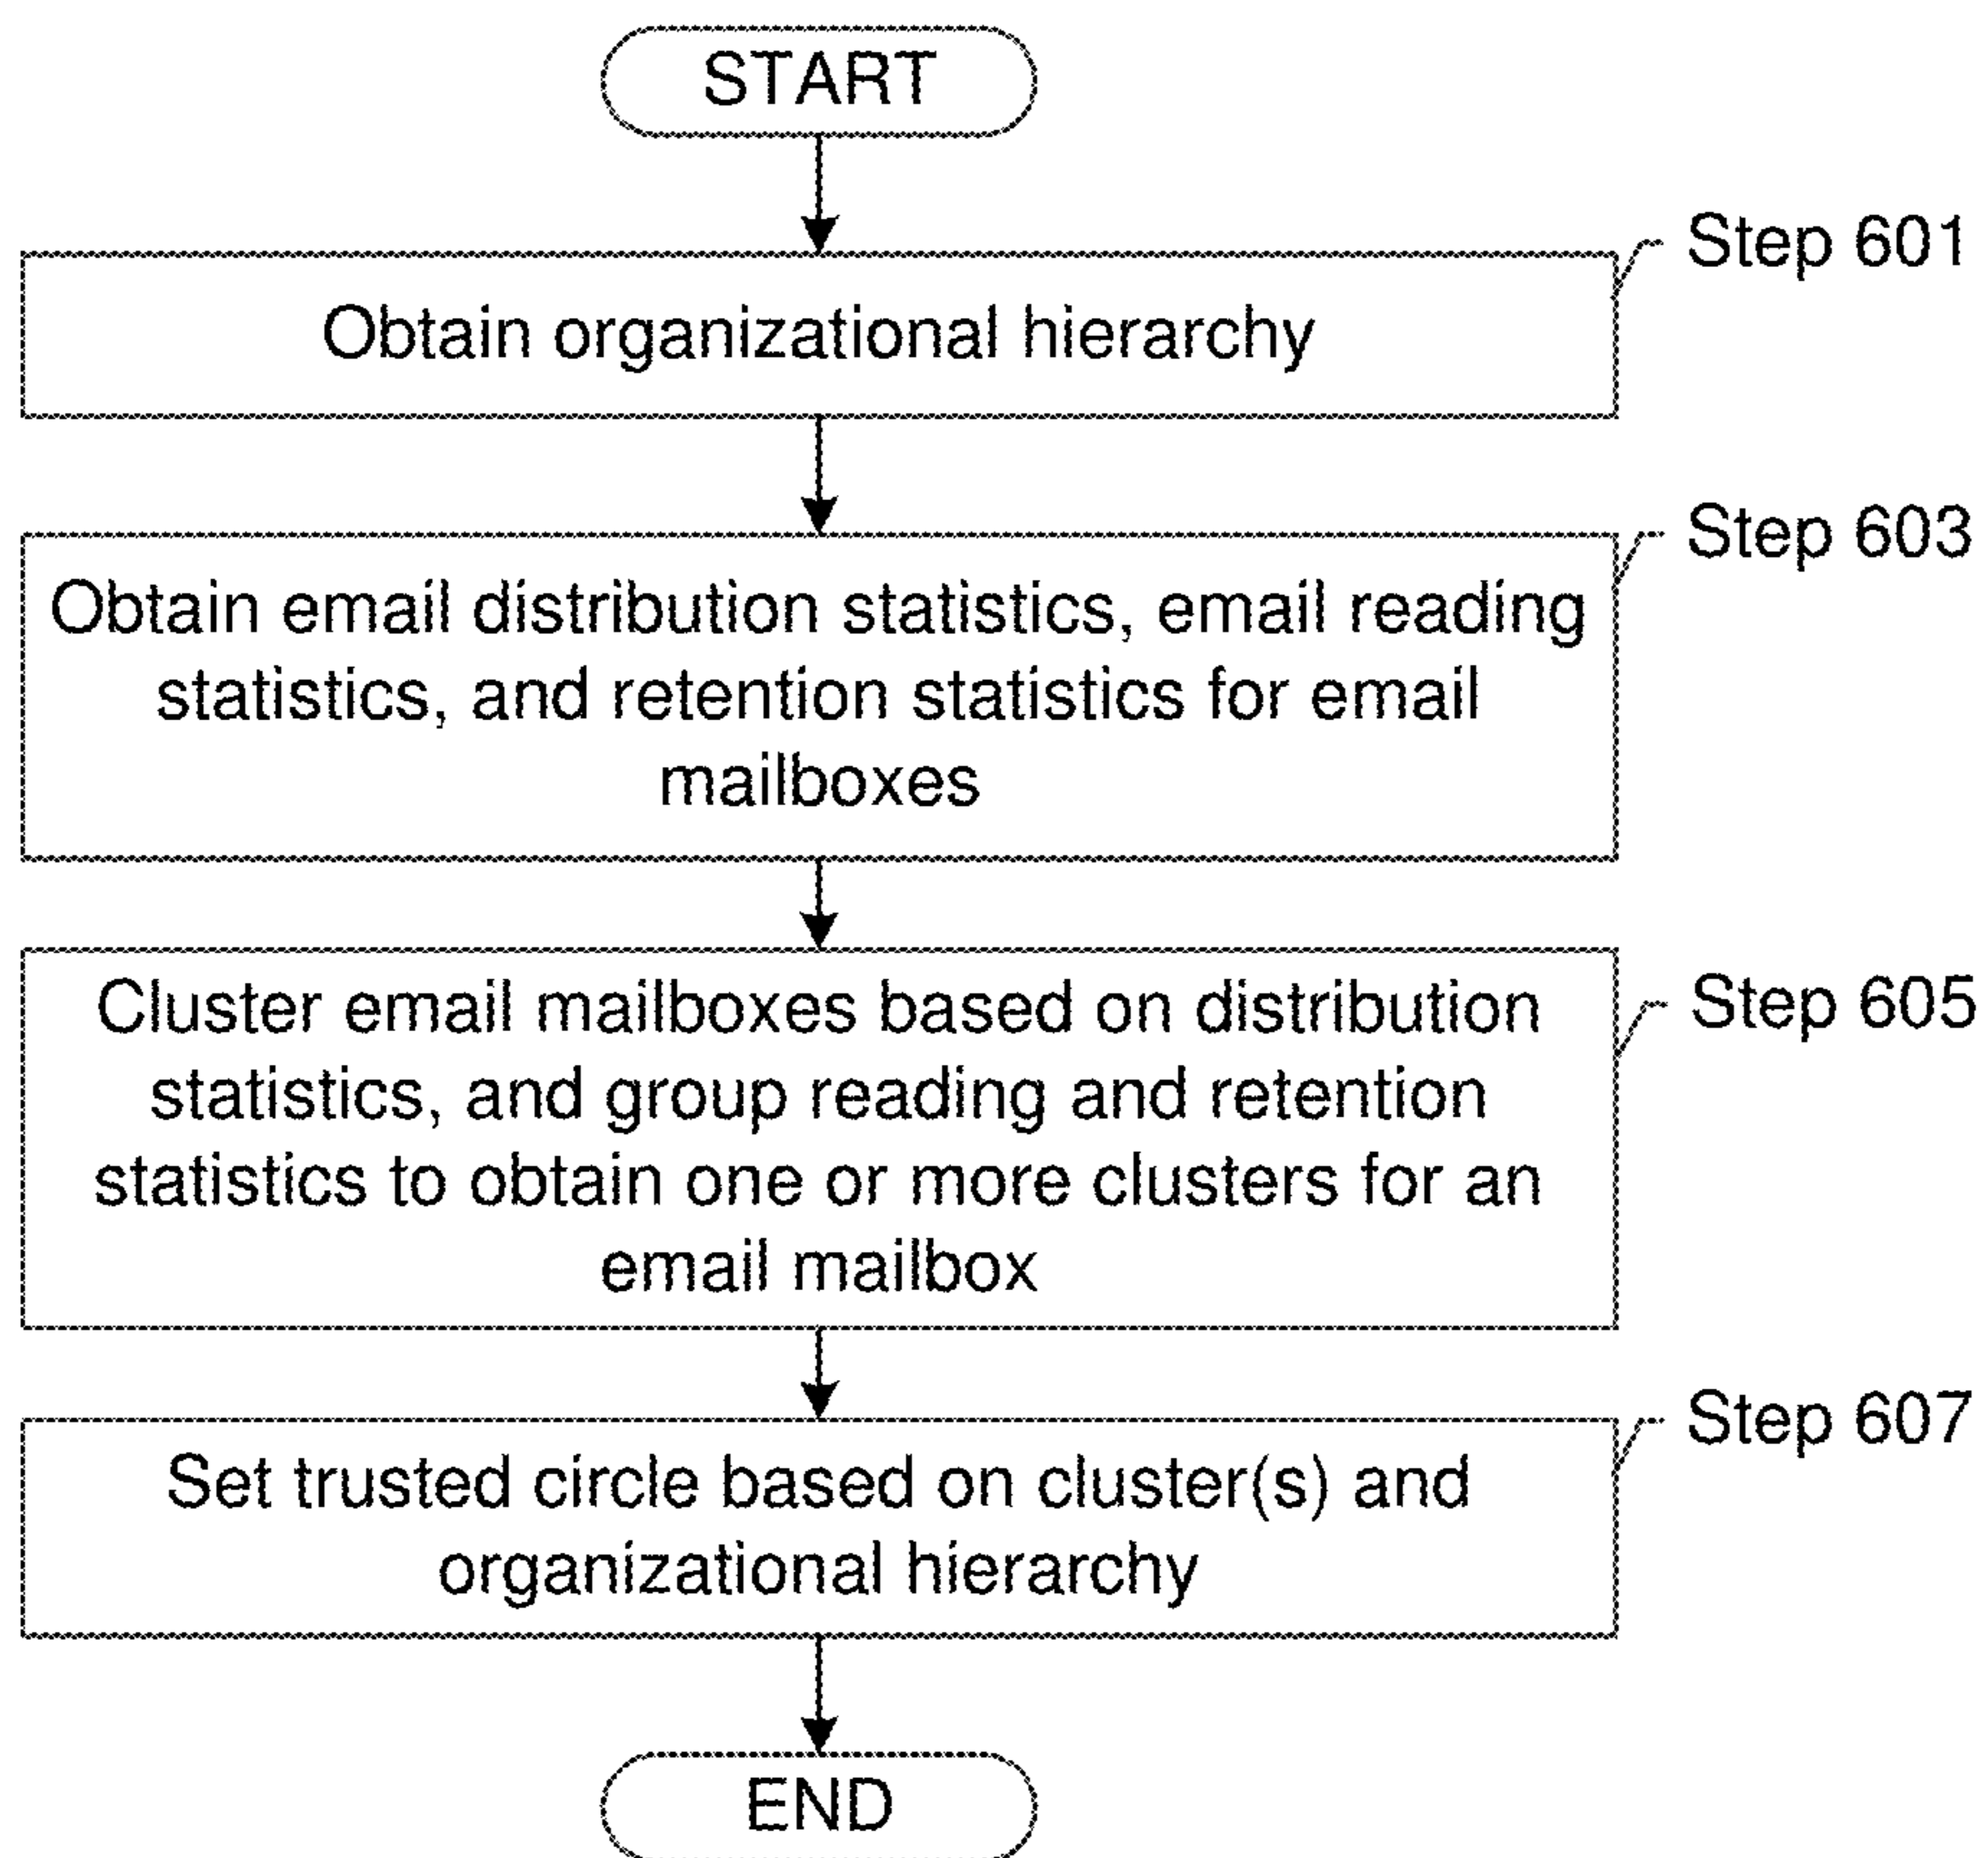 START
Step 601
Obtain organizational hierarchy
Step 603
Obtain email distribution statistics, email reading
statistics, and retention statistics for email
mailboxes
Step 605
Cluster email mailboxes based on distribution
statistics, and group reading and retention
statistics to obtain one or more clusters for an
email mailbox
Step 607
Set trusted circle based on cluster(s) and
organizational hierarchy
END